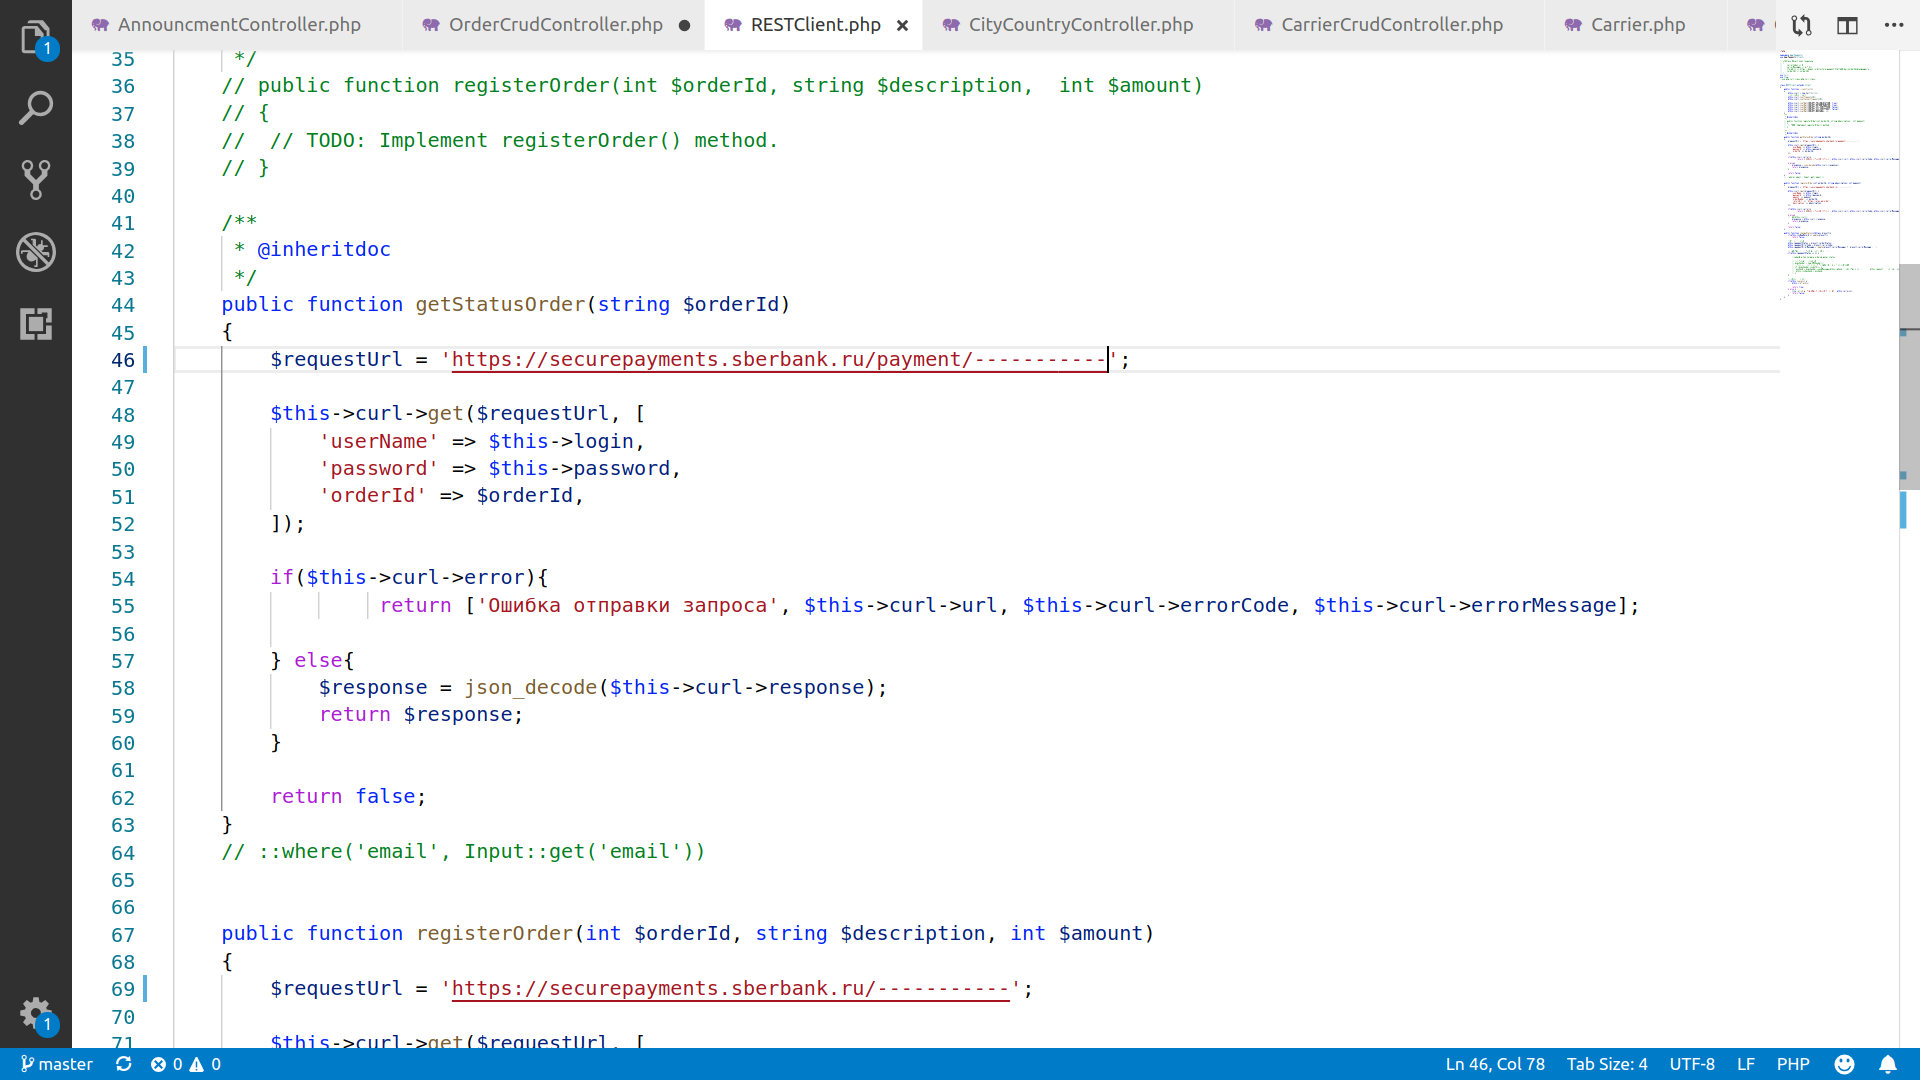 1
AnnouncmentController.php OrderCrudController.php RESTClient.php CityCountryController.php CarrierCrudController.php Carrier.php
35 */
36 // public function registerOrder(int $orderId, string $description,  int $amount)
37 // {
38 //  // TODO: Implement registerOrder() method.
39 // }
40
41 /**
42 * @inheritdoc
43 */
44 public function getStatusOrder(string $orderId)
45 {
46 $requestUrl = 'https://securepayments.sberbank.ru/payment/-----------';
47
48 $this->curl->get($requestUrl, [
49 'userName' => $this->login,
50 'password' => $this->password,
51 'orderId' => $orderId,
52 ]);
53
54 if($this->curl->error){
55 return ['Ошибка отправки запроса', $this->curl->url, $this->curl->errorCode, $this->curl->errorMessage];
56
57 } else{
58 $response = json_decode($this->curl->response);
59 return $response;
60 }
61
62 return false;
63 }
64 // ::where('email', Input::get('email'))
65
66
67 public function registerOrder(int $orderId, string $description, int $amount)
68 {
69 $requestUrl = 'https://securepayments.sberbank.ru/-----------';
70
71 $this->curl->get($requestUrl, [
1
master 0 0 Ln 46, Col 78 Tab Size: 4 UTF-8 LF PHP